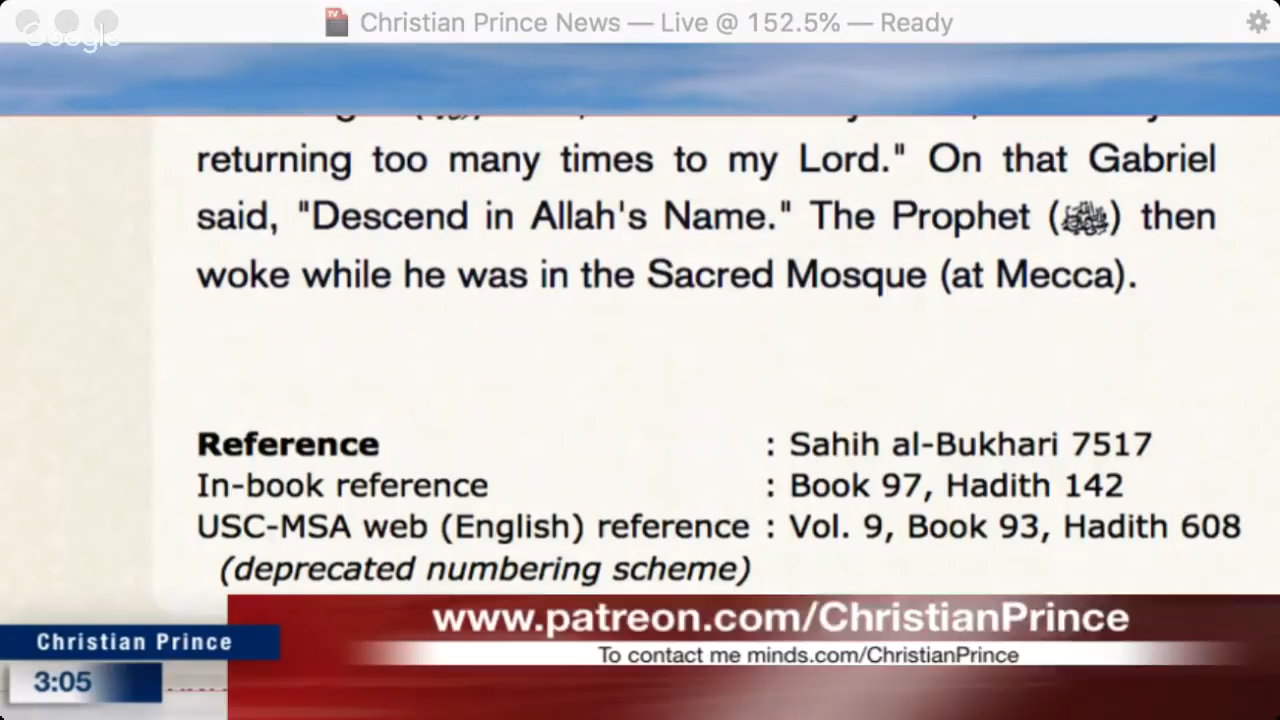 Google
Christian Prince News — Live @ 152.5% — Ready
returning too many times to my Lord." On that Gabriel
said, "Descend in Allah's Name." The Prophet (ﷺ) then
woke while he was in the Sacred Mosque (at Mecca).
Reference : Sahih al-Bukhari 7517
In-book reference : Book 97, Hadith 142
USC-MSA web (English) reference : Vol. 9, Book 93, Hadith 608
(deprecated numbering scheme)
www.patreon.com/ChristianPrince
To contact me minds.com/ChristianPrince
Christian Prince
3:05